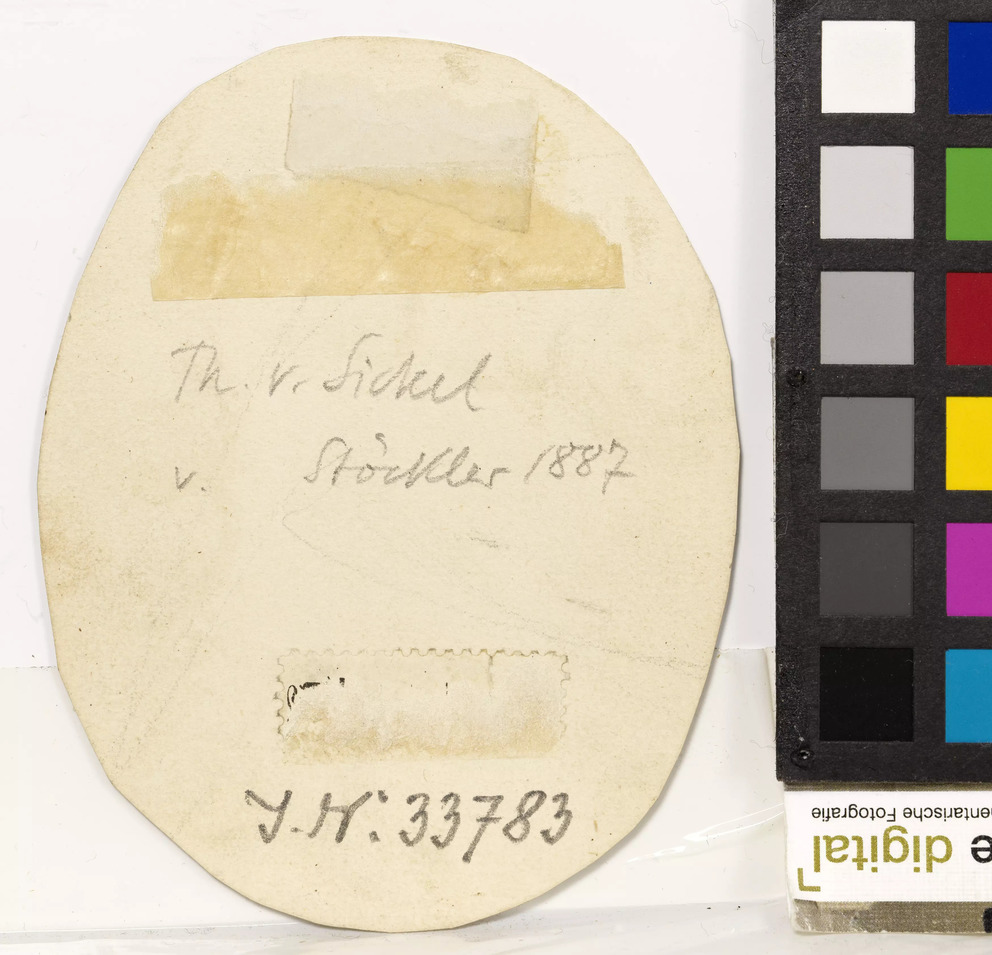 Th. v. Sickel
v. Stöckler 1887
J. N: 33783
entarische Fotografie
e digital